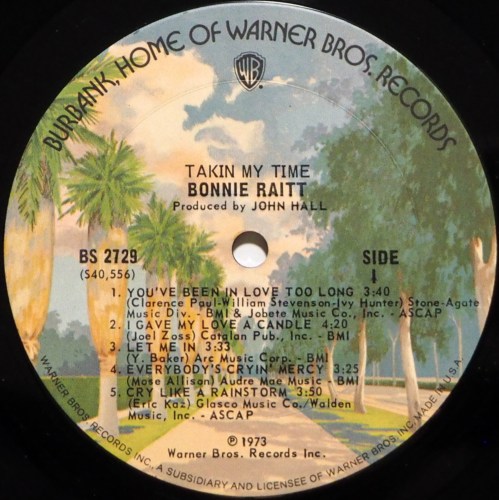 BURBANK, HOME OF WARNER BROS. RECORDS
WB
TAKIN MY TIME
BONNIE RAITT
Produced by JOHN HALL
BS 2729
(S40,556)
SIDE
1
1. YOU'VE BEEN IN LOVE TOO LONG 3:40
(Clarence Paul-William Stevenson-Ivy Hunter) Stone-Agate
Music Div. - BMI & Jobete Music Co., Inc. - ASCAP
2. I GAVE MY LOVE A CANDLE 4:20
(Joel Zoss) Catalan Pub., Inc. - BMI
3. LET ME IN 3:33
(Y. Baker) Arc Music Corp. - BMI
4. EVERYBODY'S CRYIN' MERCY 3:25
(Mose Allison) Audre Mae Music - BMI
5. CRY LIKE A RAINSTORM 3:50
(Eric Kaz) Glasco Music Co./Walden
Music, Inc. - ASCAP
℗ 1973
Warner Bros. Records Inc.
WARNER BROS. RECORDS INC., A SUBSIDIARY AND LICENSEE OF WARNER BROS. INC. MADE IN U.S.A.